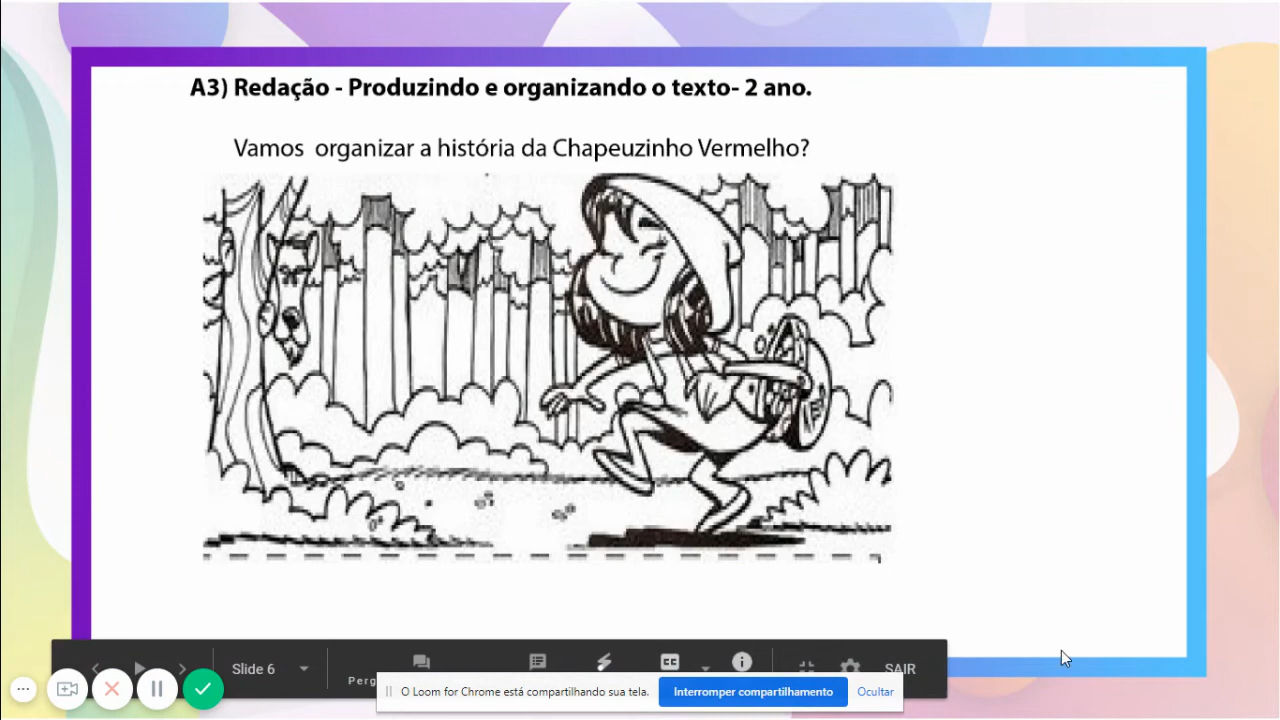 A3) Redação - Produzindo e organizando o texto- 2 ano.
Vamos organizar a história da Chapeuzinho Vermelho?
Slide 6
SAIR
Perg
O Loom for Chrome está compartilhando sua tela.
Interromper compartilhamento
Ocultar